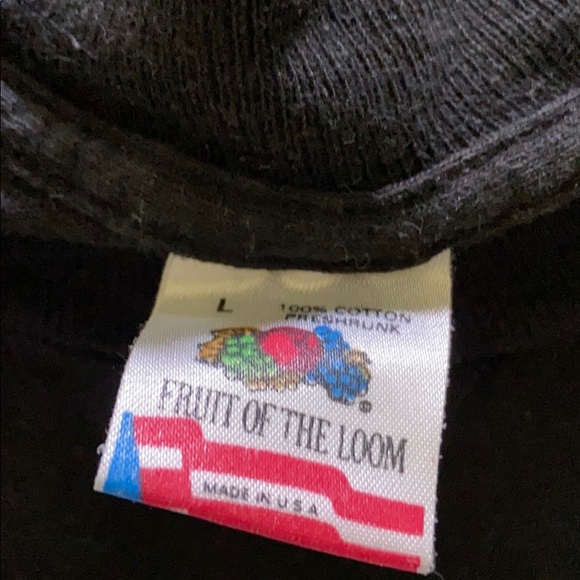 L
100% COTTON
PRESHRUNK
®
FRUIT OF THE LOOM
MADE IN U S A